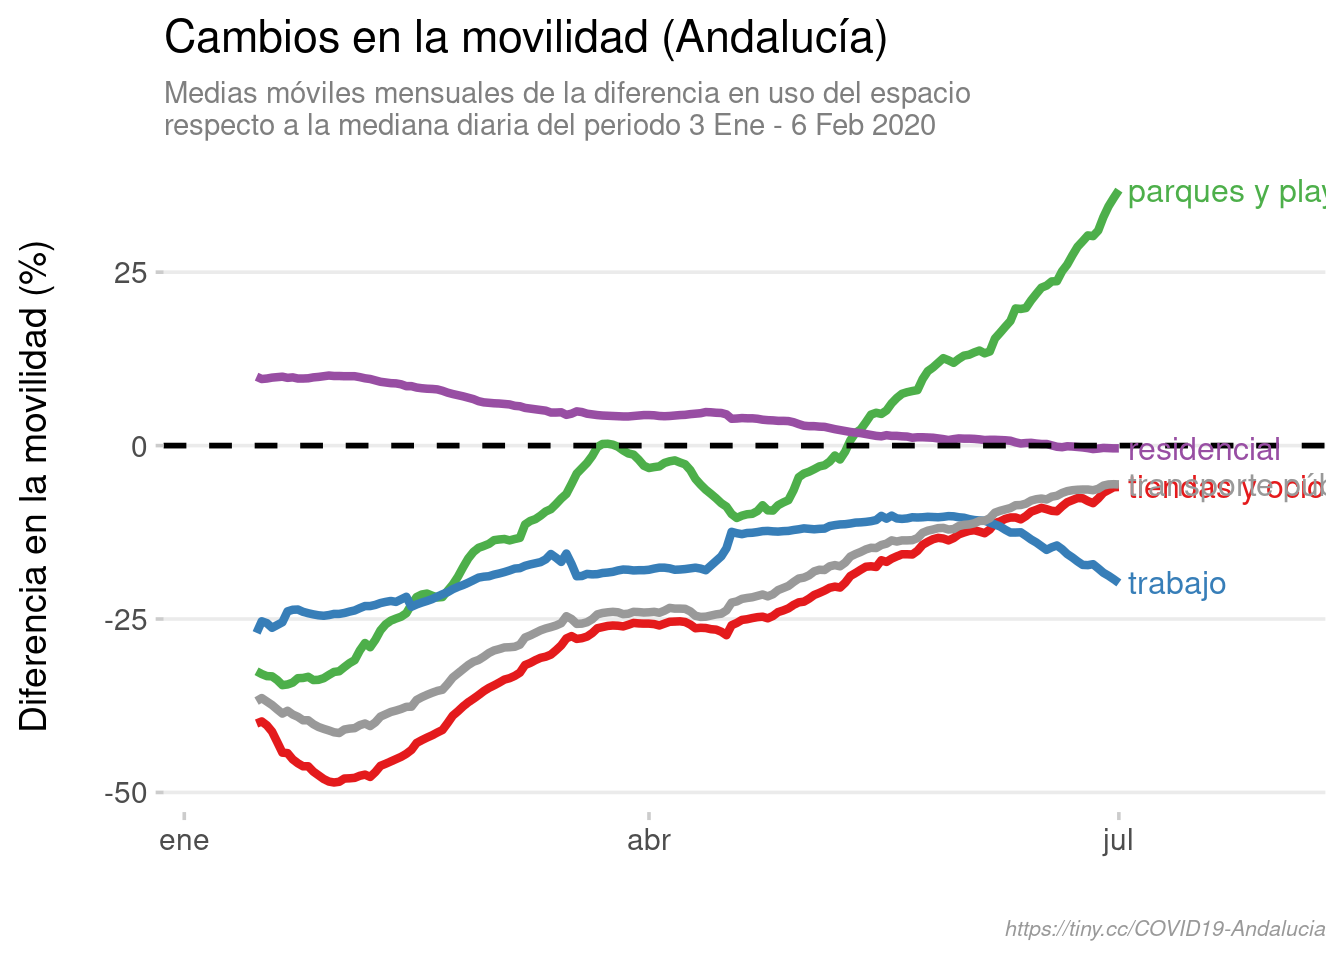 Cambios en la movilidad (Andalucía)
Medias móviles mensuales de la diferencia en uso del espacio
respecto a la mediana diaria del periodo 3 Ene - 6 Feb 2020
Diferencia en la movilidad (%)
parques y play
25
0
residencial
transporte púb
tiendas y ocio
-25
trabajo
-50
ene
abr
jul
https://tiny.cc/COVID19-Andalucia